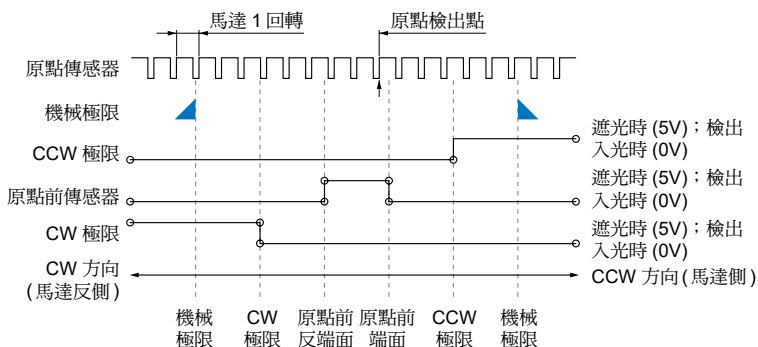 馬達 1 回轉
原點檢出點
原點傳感器
機械極限
CCW 極限
遮光時 (5V)；檢出
入光時 (0V)
原點前傳感器
遮光時 (5V)；檢出
入光時 (0V)
CW 極限
遮光時 (5V)；檢出
入光時 (0V)
CW 方向
(馬達反側)
CCW 方向 (馬達側)
機械
極限
CW
極限
原點前
反端面
原點前
端面
CCW
極限
機械
極限